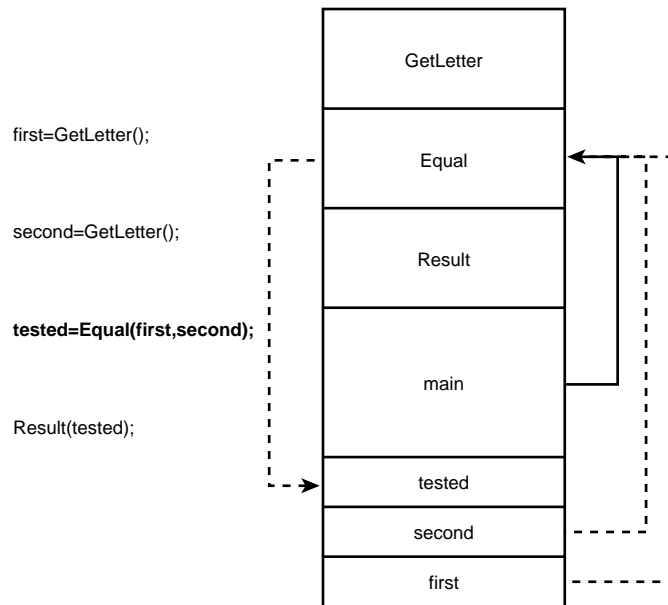 GetLetter
first=GetLetter();
Equal
second=GetLetter();
Result
tested=Equal(first,second);
main
Result(tested);
tested
second
first